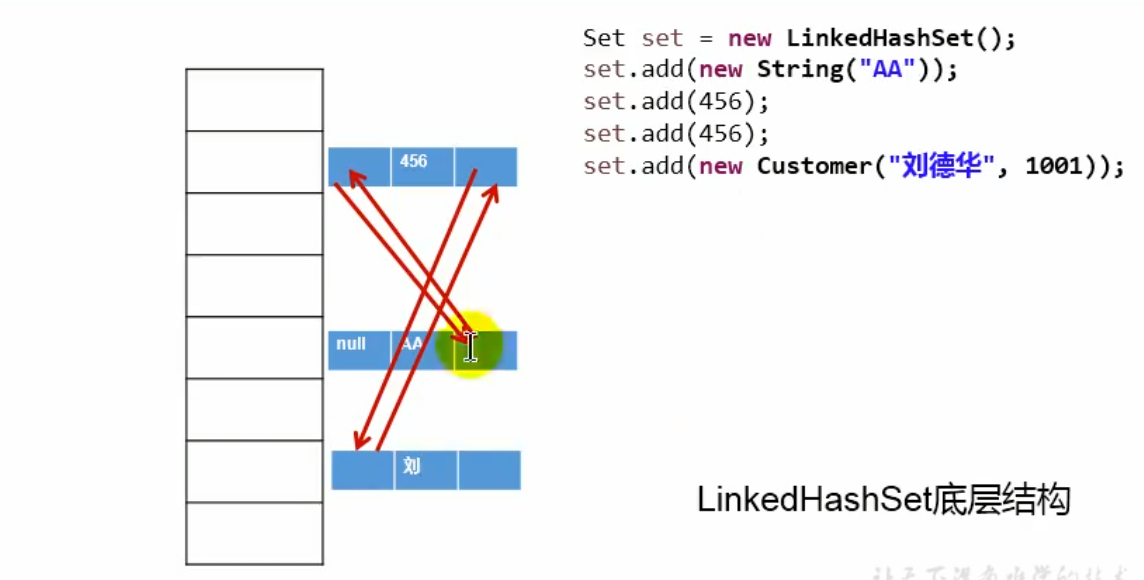 Set set = new LinkedHashSet();
set.add(new String("AA"));
set.add(456);
set.add(456);
set.add(new Customer("刘德华", 1001));
456
null AA
刘
LinkedHashSet底层结构